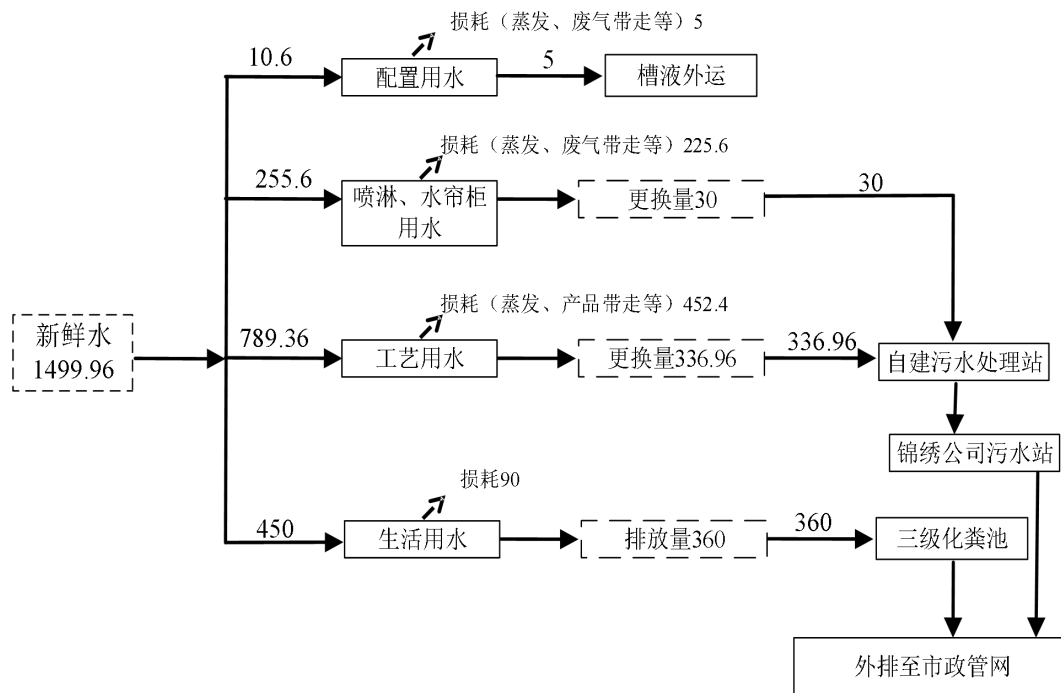 损耗（蒸发、废气带走等）5
10.6
配置用水
5
槽液外运
损耗（蒸发、废气带走等）225.6
255.6
喷淋、水帘柜
用水
更换量30
30
损耗（蒸发、产品带走等）452.4
新鲜水
1499.96
789.36
工艺用水
更换量336.96
336.96
自建污水处理站
锦绣公司污水站
损耗90
450
生活用水
排放量360
360
三级化粪池
外排至市政管网